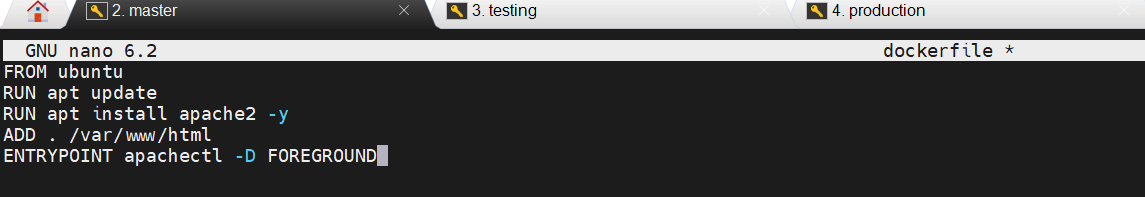 2. master
3. testing
4. production
GNU nano 6.2 dockerfile *
FROM ubuntu
RUN apt update
RUN apt install apache2 -y
ADD . /var/www/html
ENTRYPOINT apachectl -D FOREGROUND